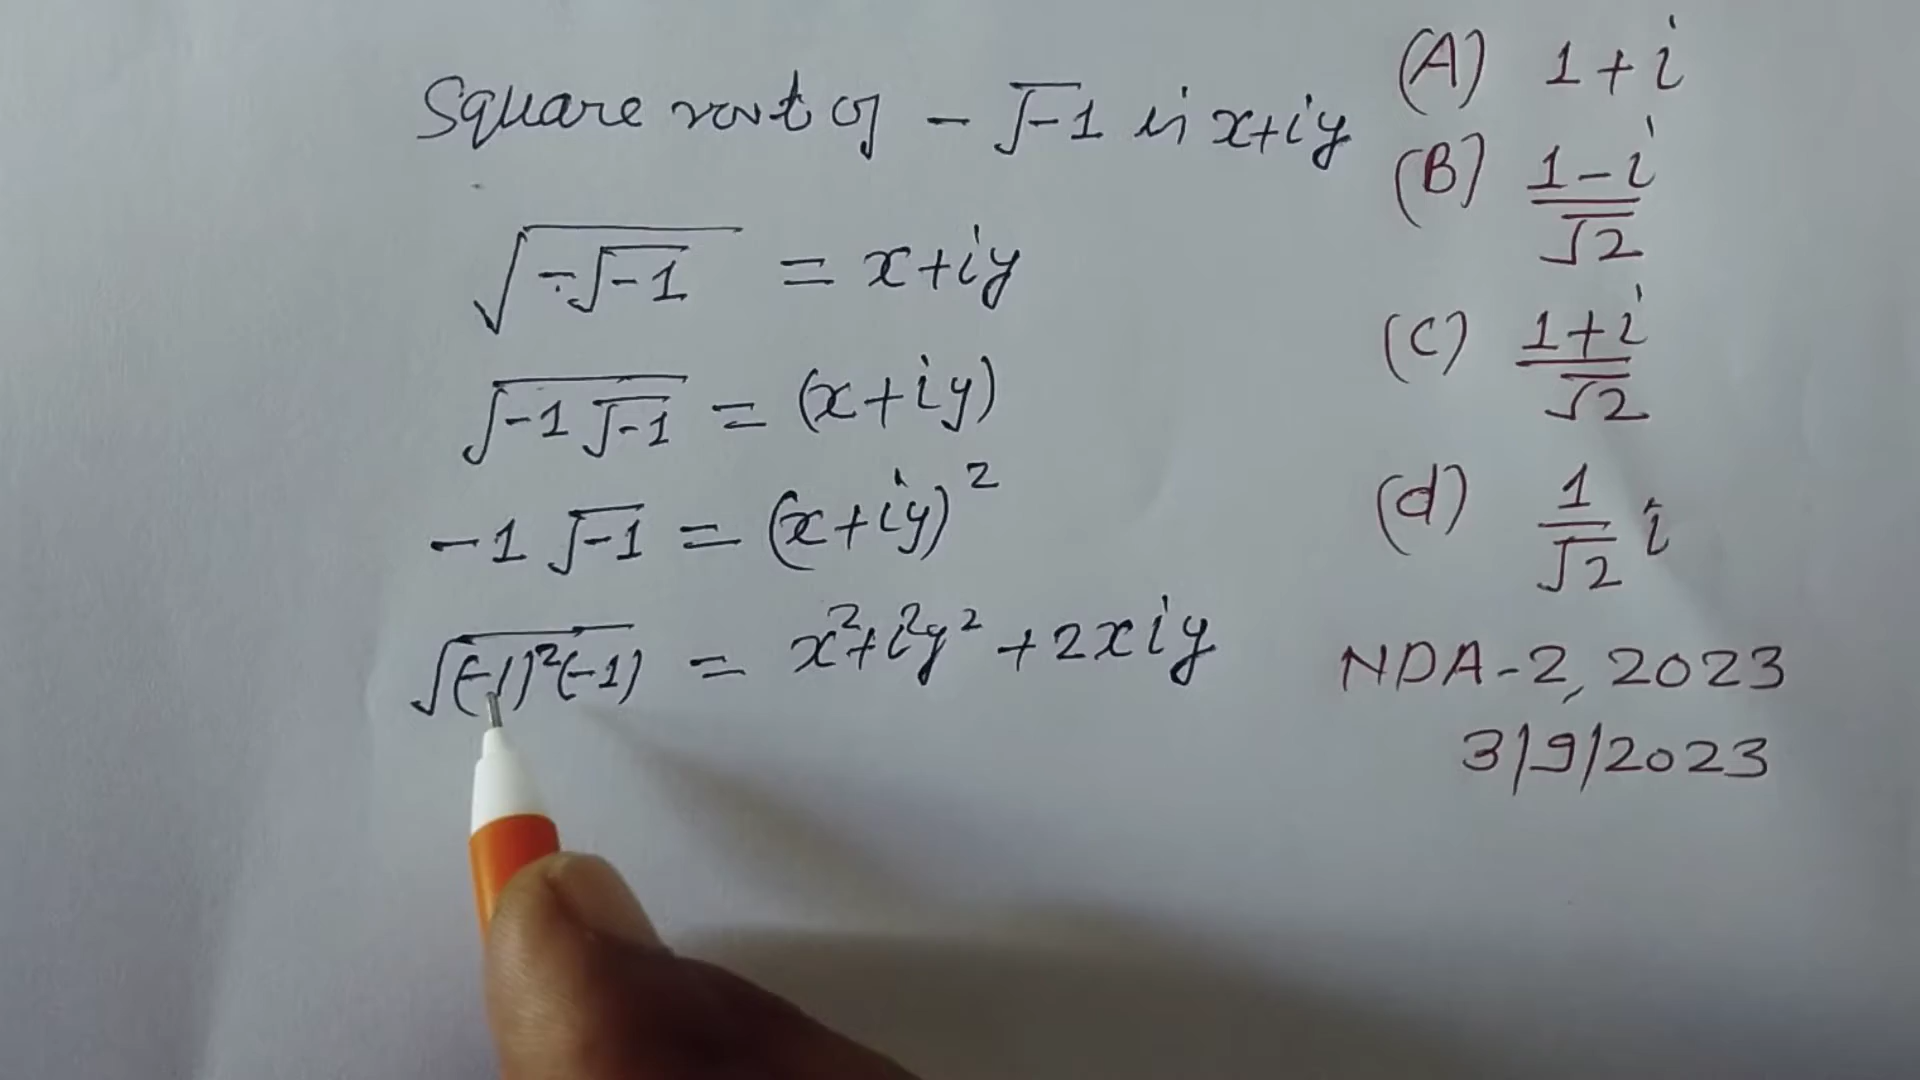 Square root of - √-1 is x+iy
√(-√-1) = x+iy
√(-1√-1) = (x+iy)
-1 √-1 = (x+iy)²
√((-1)²(-1)) = x²+i²y²+2xiy
(A) 1+i
(B) (1-i)/√2
(C) (1+i)/√2
(d) 1/√2 i
NDA-2, 2023
3/9/2023